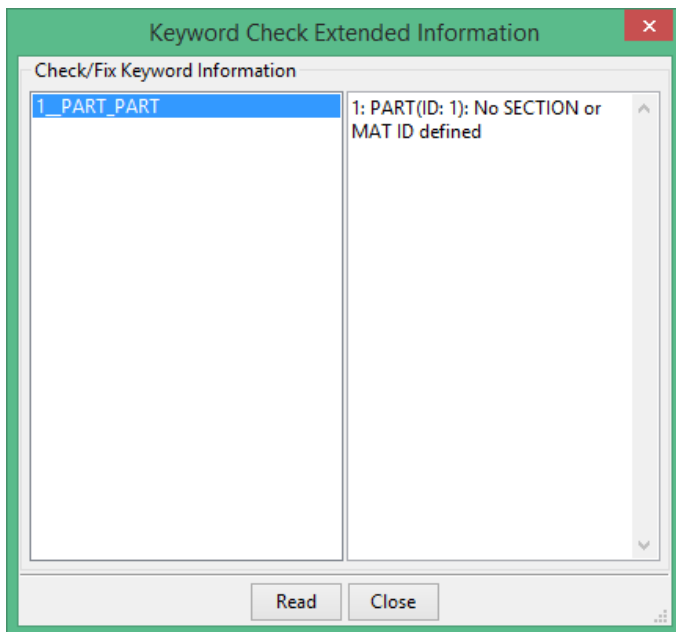 Keyword Check Extended Information
Check/Fix Keyword Information
1__PART_PART
1: PART(ID: 1): No SECTION or
MAT ID defined
Read
Close